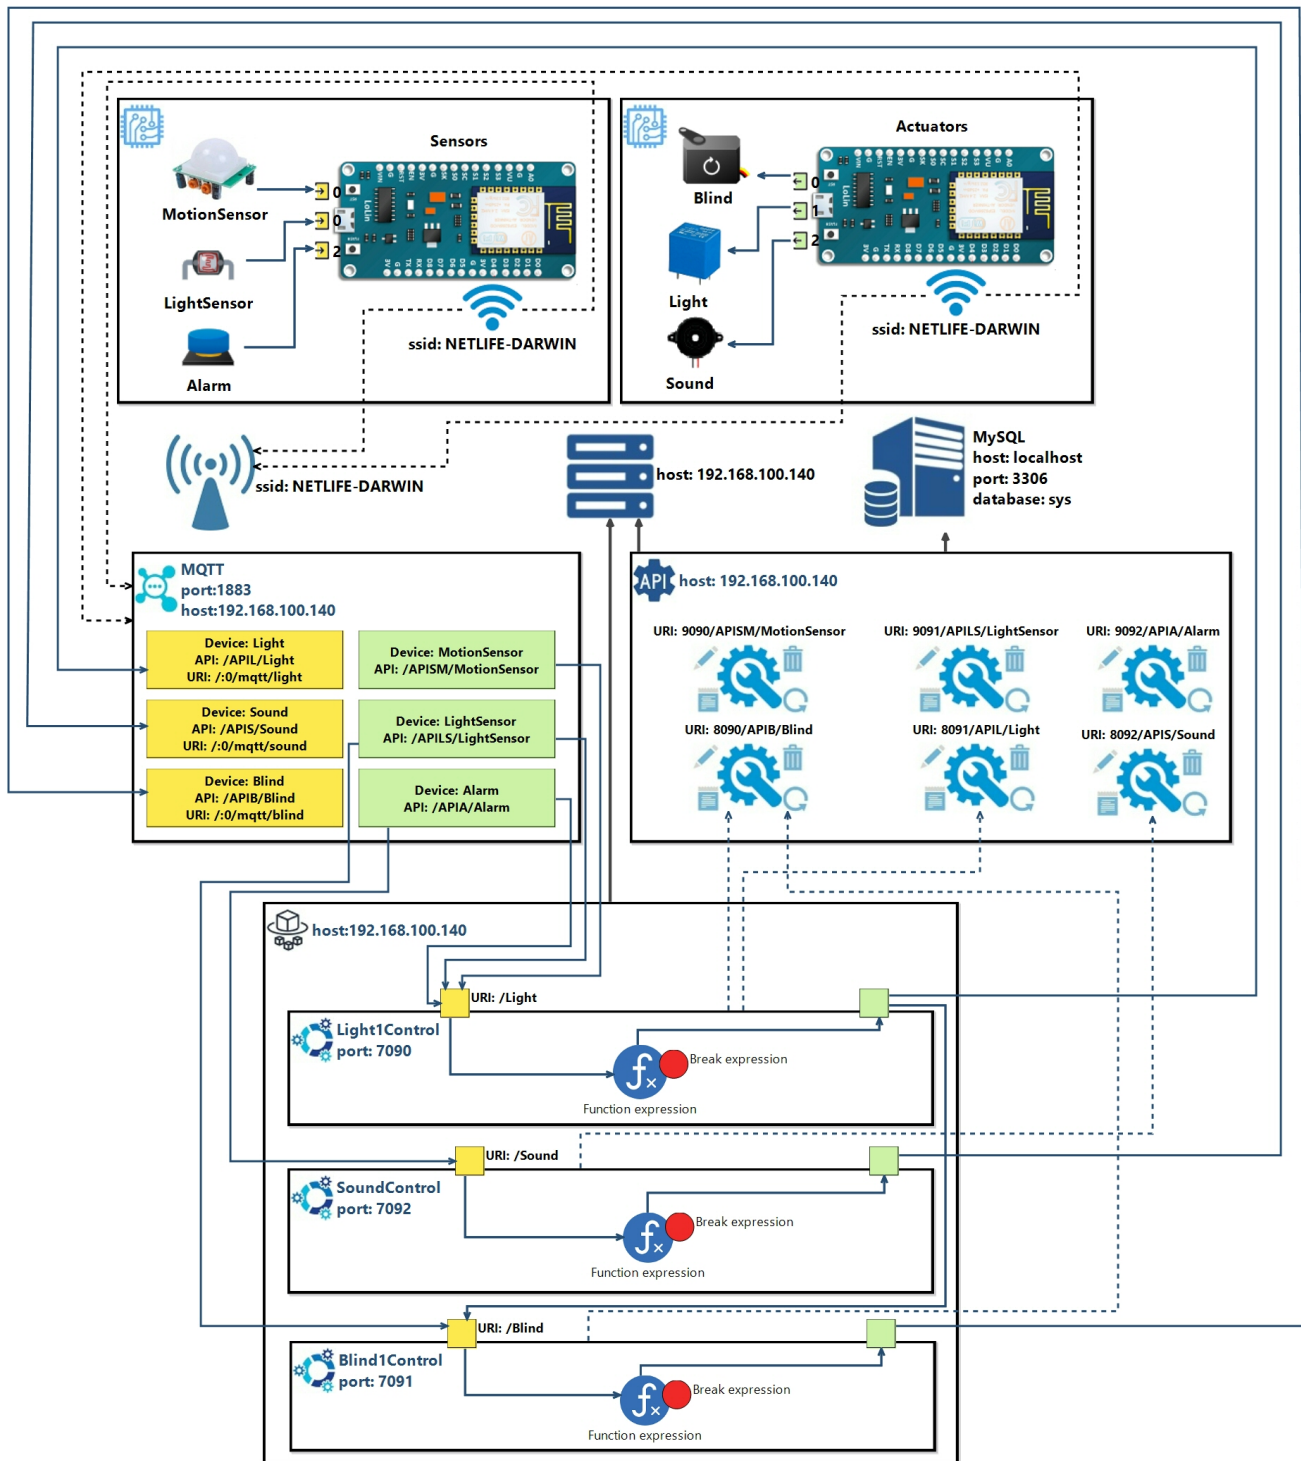 Sensors
MotionSensor
0
LightSensor
0
Alarm
2
LoLin
ssid: NETLIFE-DARWIN
Actuators
Blind
0
Light
1
Sound
2
LoLin
ssid: NETLIFE-DARWIN
ssid: NETLIFE-DARWIN
host: 192.168.100.140
MySQL
host: localhost
port: 3306
database: sys
MQTT
port:1883
host:192.168.100.140
Device: Light
API: /APIL/Light
URI: /:0/mqtt/light
Device: MotionSensor
API: /APISM/MotionSensor
Device: Sound
API: /APIS/Sound
URI: /:0/mqtt/sound
Device: LightSensor
API: /APILS/LightSensor
Device: Blind
API: /APIB/Blind
URI: /:0/mqtt/blind
Device: Alarm
API: /APIA/Alarm
API
host: 192.168.100.140
URI: 9090/APISM/MotionSensor
URI: 9091/APILS/LightSensor
URI: 9092/APIA/Alarm
URI: 8090/APIB/Blind
URI: 8091/APIL/Light
URI: 8092/APIS/Sound
host:192.168.100.140
URI: /Light
Light1Control
port: 7090
fx
Break expression
Function expression
URI: /Sound
SoundControl
port: 7092
fx
Break expression
Function expression
URI: /Blind
Blind1Control
port: 7091
fx
Break expression
Function expression